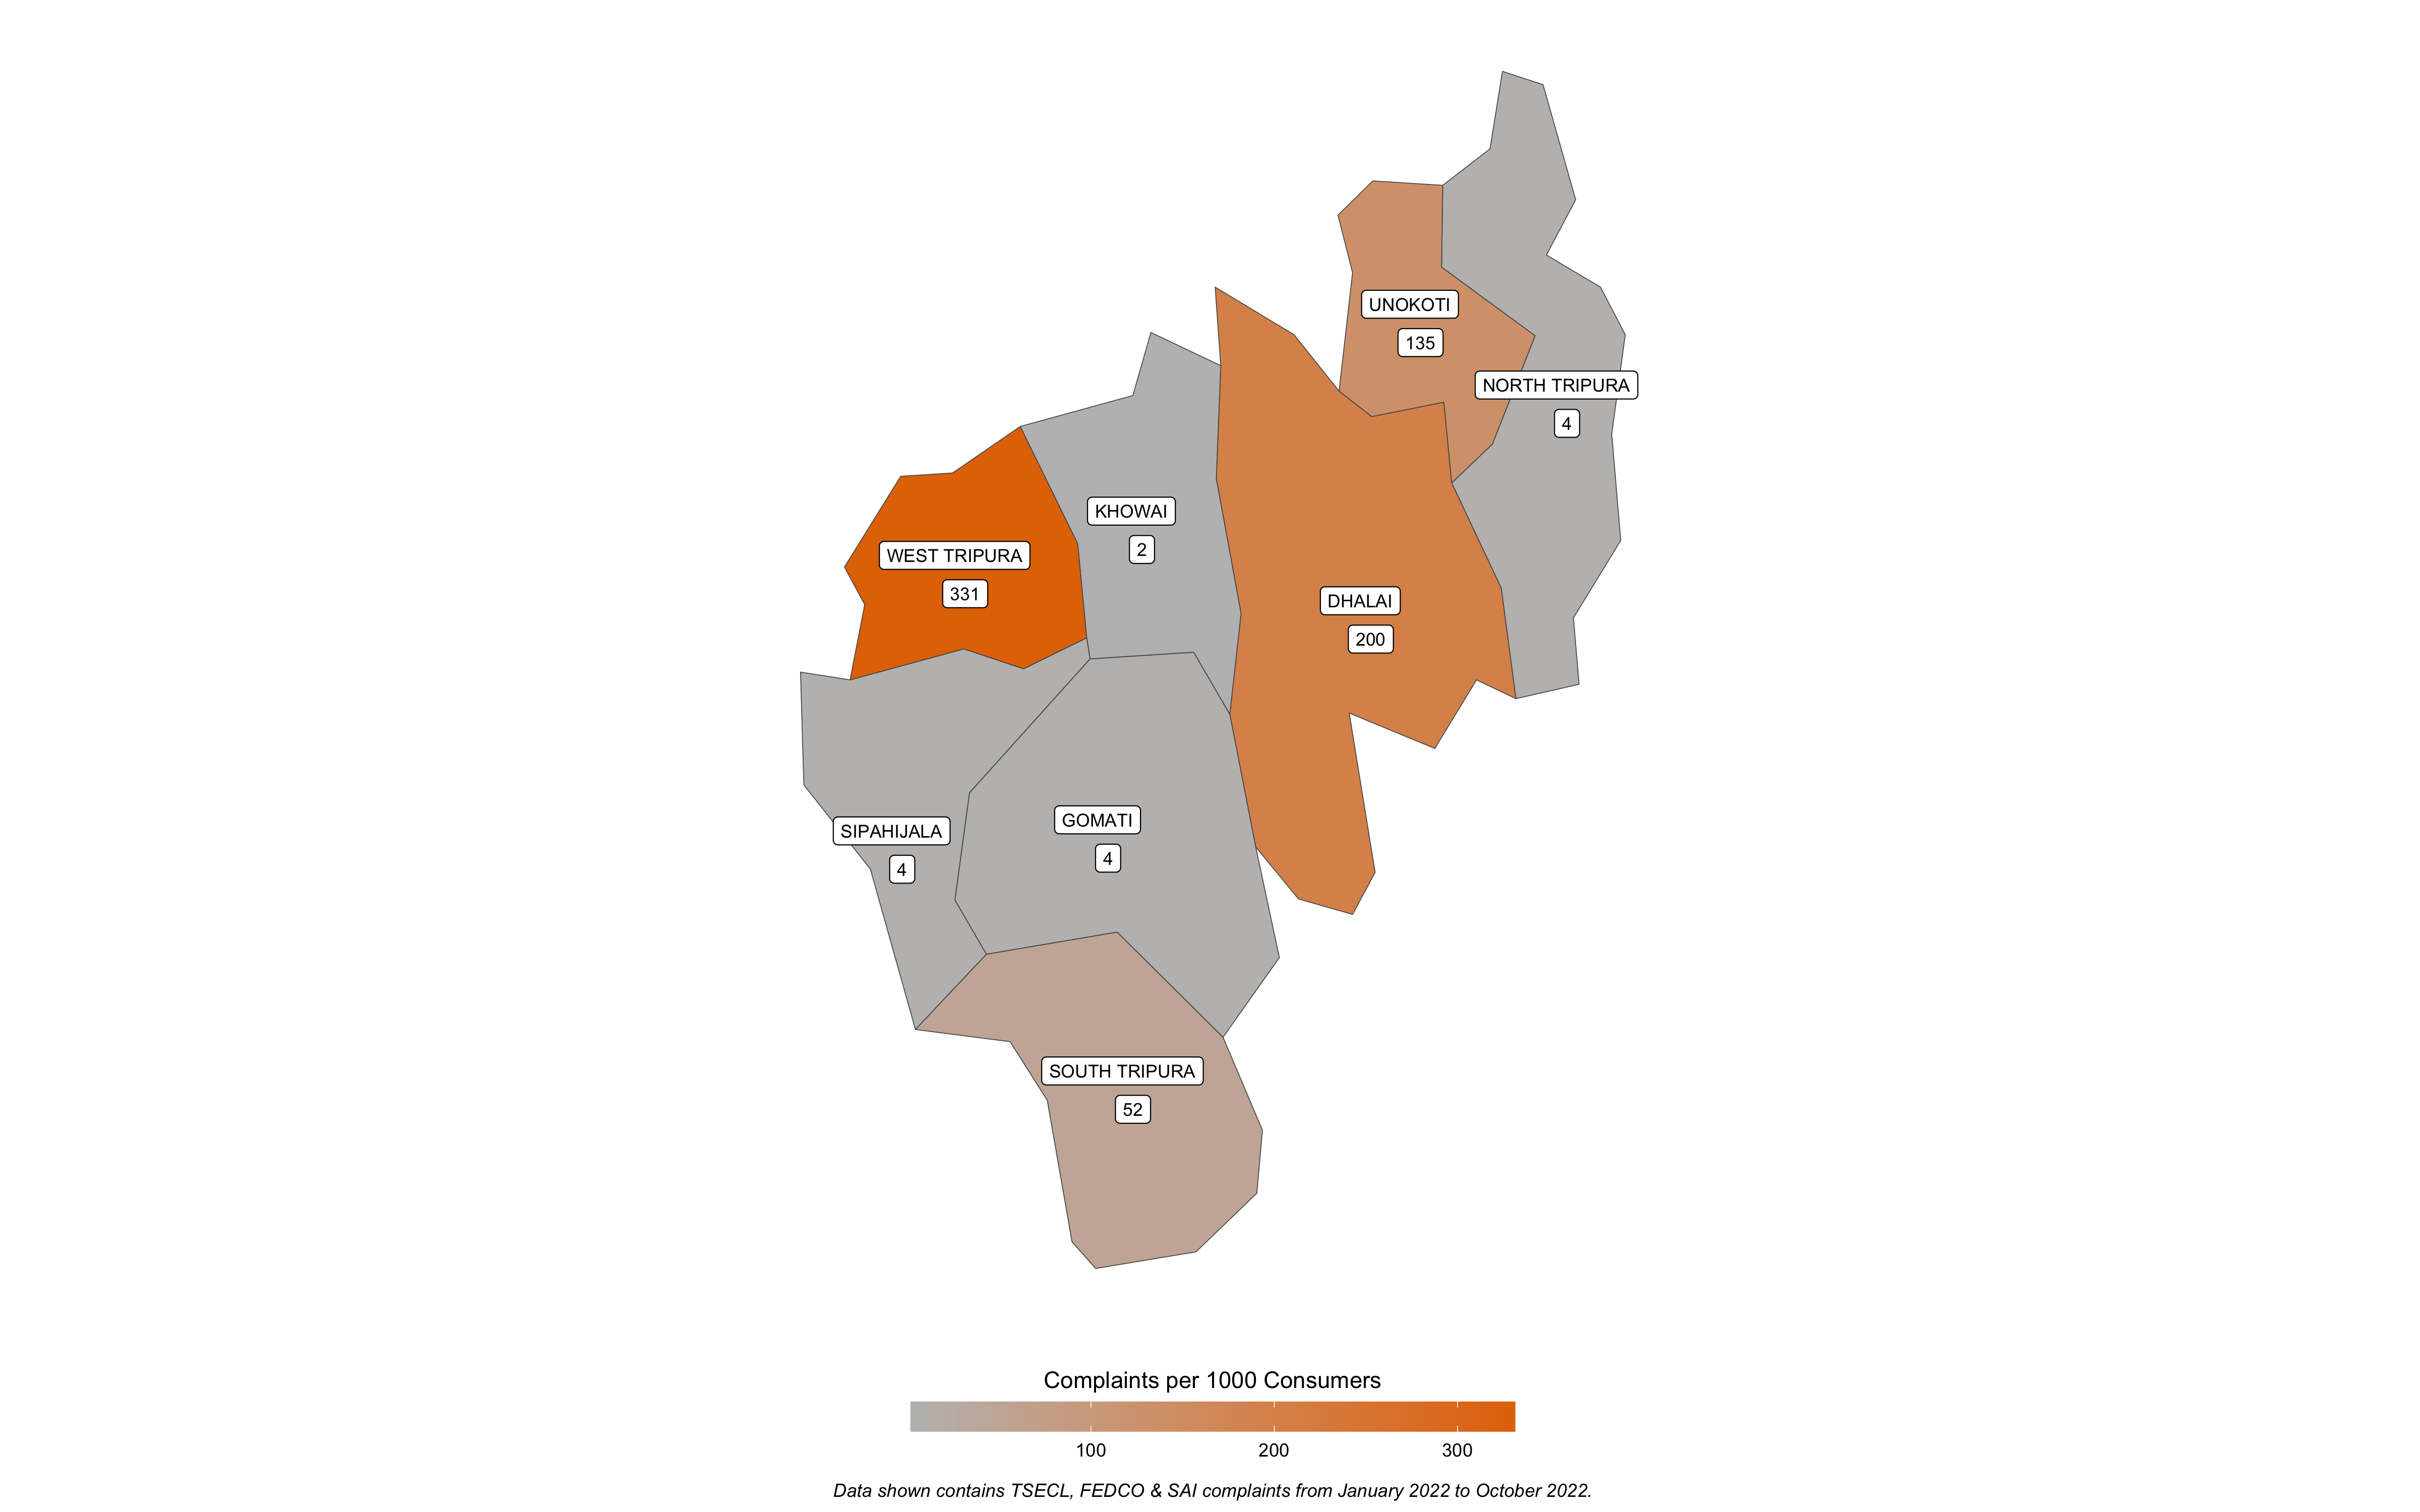 UNOKOTI
135
NORTH TRIPURA
4
KHOWAI
2
WEST TRIPURA
331
DHALAI
200
SIPAHIJALA
4
GOMATI
4
SOUTH TRIPURA
52
Complaints per 1000 Consumers
100 200 300
Data shown contains TSECL, FEDCO & SAI complaints from January 2022 to October 2022.